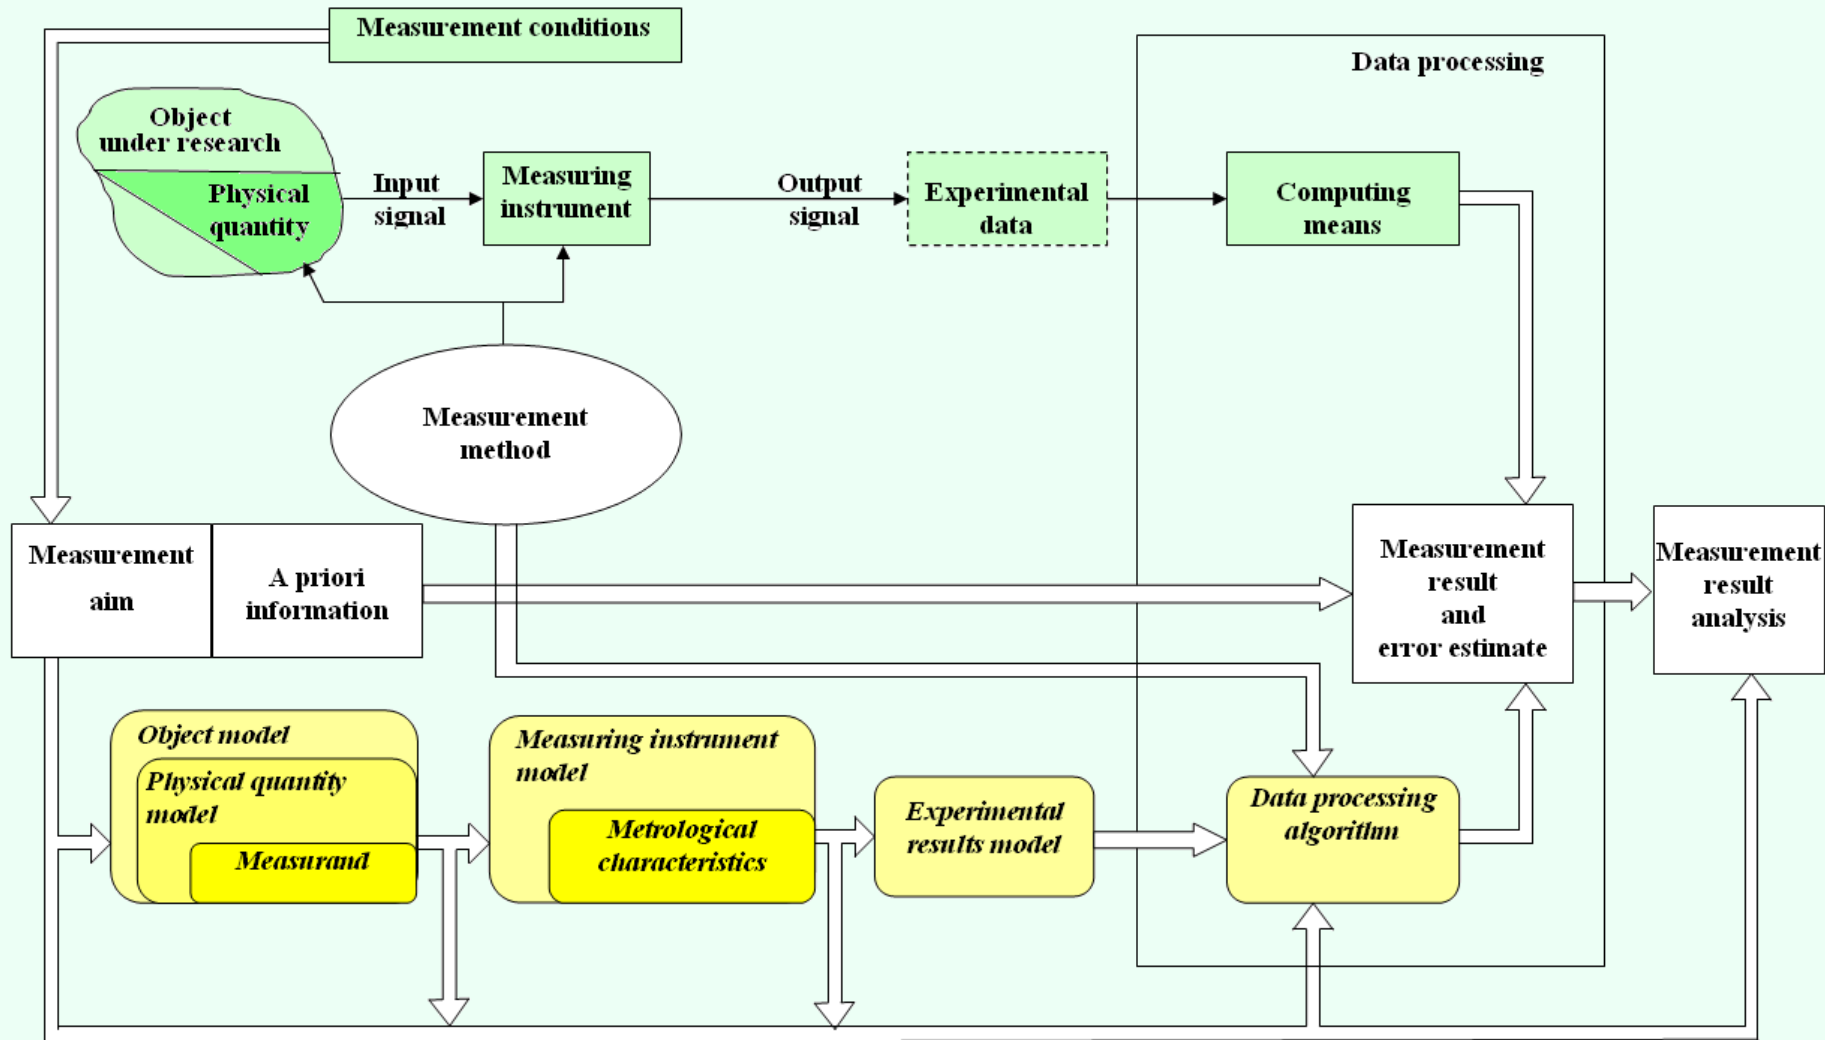 Measurement conditions
Data processing
Object
under research
Physical
quantity
Input
signal
Measuring
instrument
Output
signal
Experimental
data
Computing
means
Measurement
method
Measurement
aim
A priori
information
Measurement
result
and
error estimate
Measurement
result
analysis
Object model
Physical quantity
model
Measurand
Measuring instrument
model
Metrological
characteristics
Experimental
results model
Data processing
algorithm